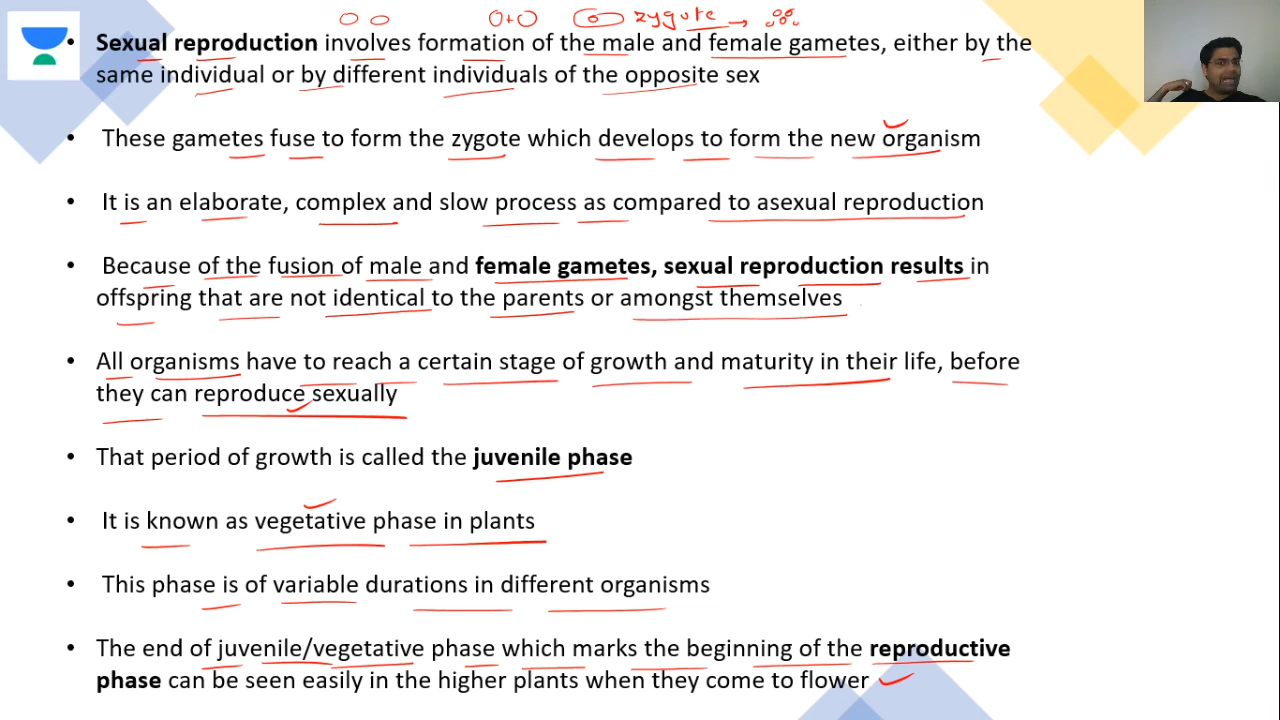 zygote →
• Sexual reproduction involves formation of the male and female gametes, either by the
same individual or by different individuals of the opposite sex
• These gametes fuse to form the zygote which develops to form the new organism
• It is an elaborate, complex and slow process as compared to asexual reproduction
• Because of the fusion of male and female gametes, sexual reproduction results in
offspring that are not identical to the parents or amongst themselves
• All organisms have to reach a certain stage of growth and maturity in their life, before
they can reproduce sexually
• That period of growth is called the juvenile phase
• It is known as vegetative phase in plants
• This phase is of variable durations in different organisms
• The end of juvenile/vegetative phase which marks the beginning of the reproductive
phase can be seen easily in the higher plants when they come to flower